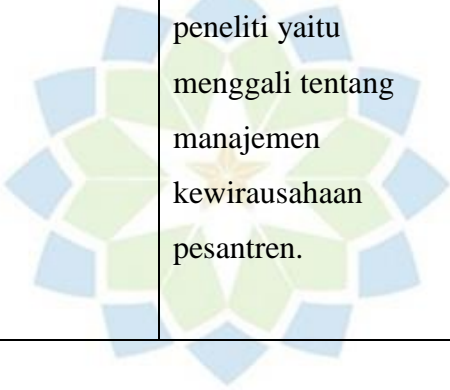 peneliti yaitu
menggali tentang
manajemen
kewirausahaan
pesantren.